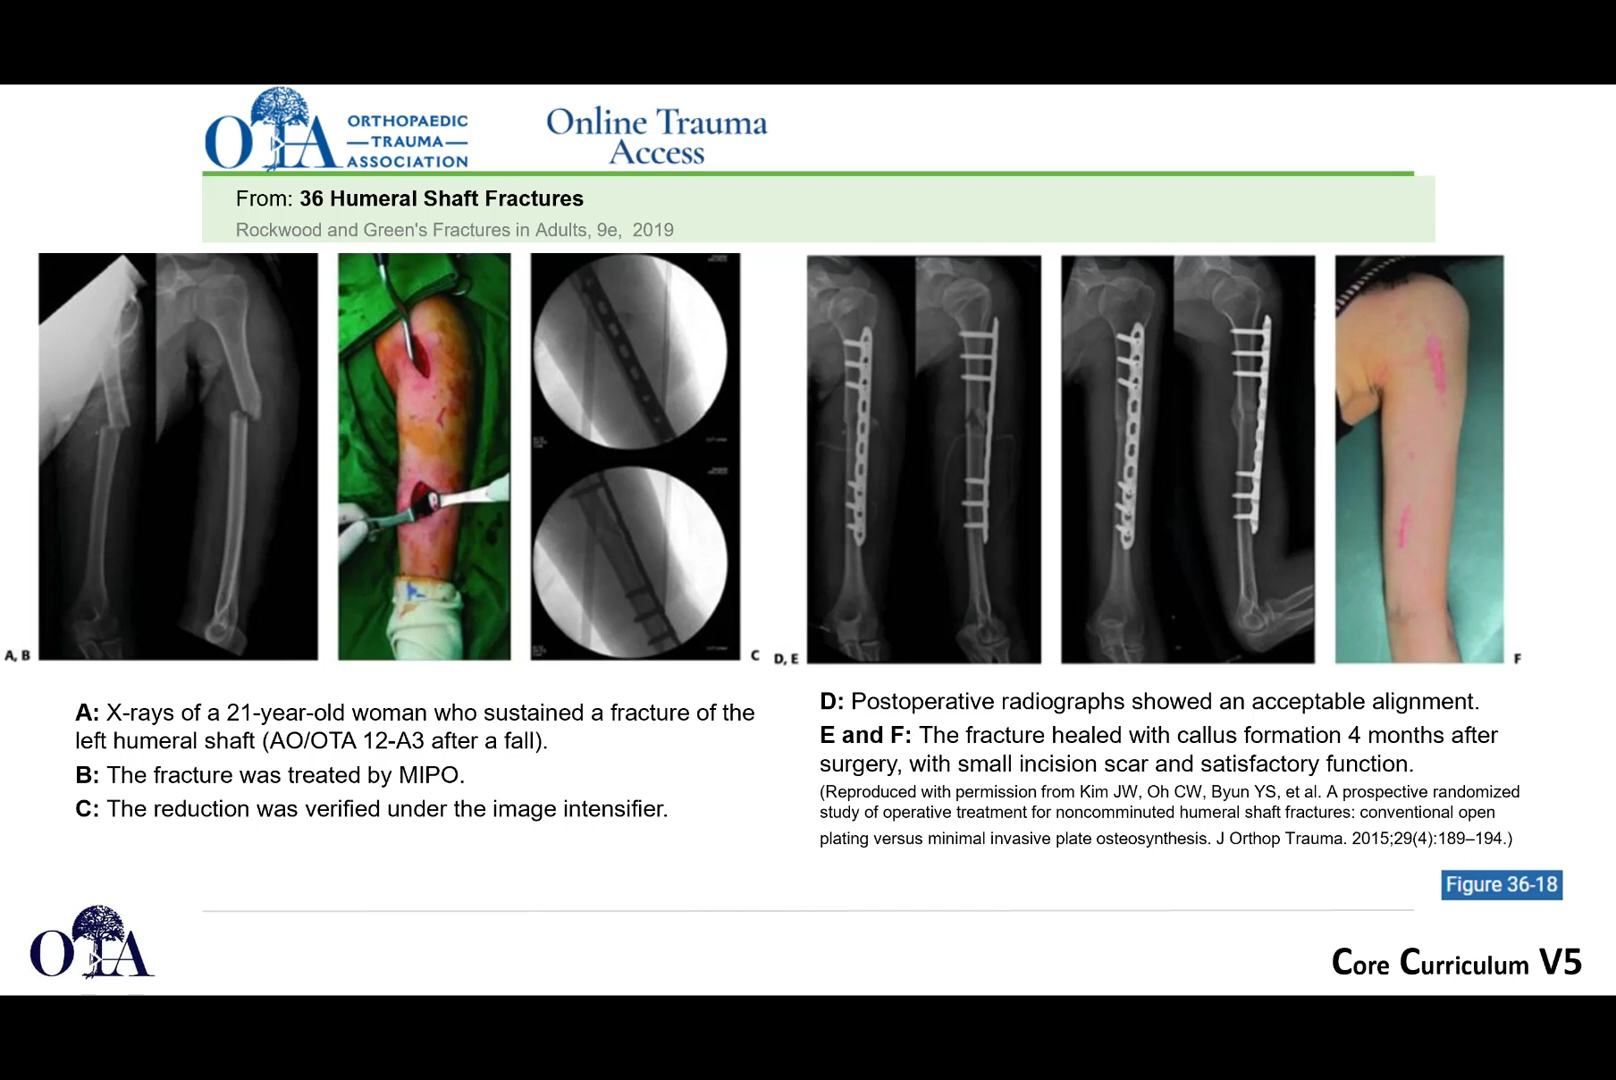 OTA
ORTHOPAEDIC
TRAUMA
ASSOCIATION
Online Trauma
Access
From: 36 Humeral Shaft Fractures
Rockwood and Green's Fractures in Adults, 9e, 2019
A, B
C
D, E
F
A: X-rays of a 21-year-old woman who sustained a fracture of the
left humeral shaft (AO/OTA 12-A3 after a fall).
B: The fracture was treated by MIPO.
C: The reduction was verified under the image intensifier.
D: Postoperative radiographs showed an acceptable alignment.
E and F: The fracture healed with callus formation 4 months after
surgery, with small incision scar and satisfactory function.
(Reproduced with permission from Kim JW, Oh CW, Byun YS, et al. A prospective randomized
study of operative treatment for noncomminuted humeral shaft fractures: conventional open
plating versus minimal invasive plate osteosynthesis. J Orthop Trauma. 2015;29(4):189–194.)
Figure 36-18
OTA
Core Curriculum V5